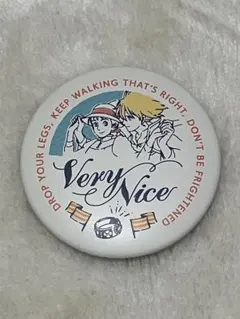 DROP YOUR LEGS, KEEP WALKING THAT'S RIGHT, DON'T BE FRIGHTENED
Very
Nice